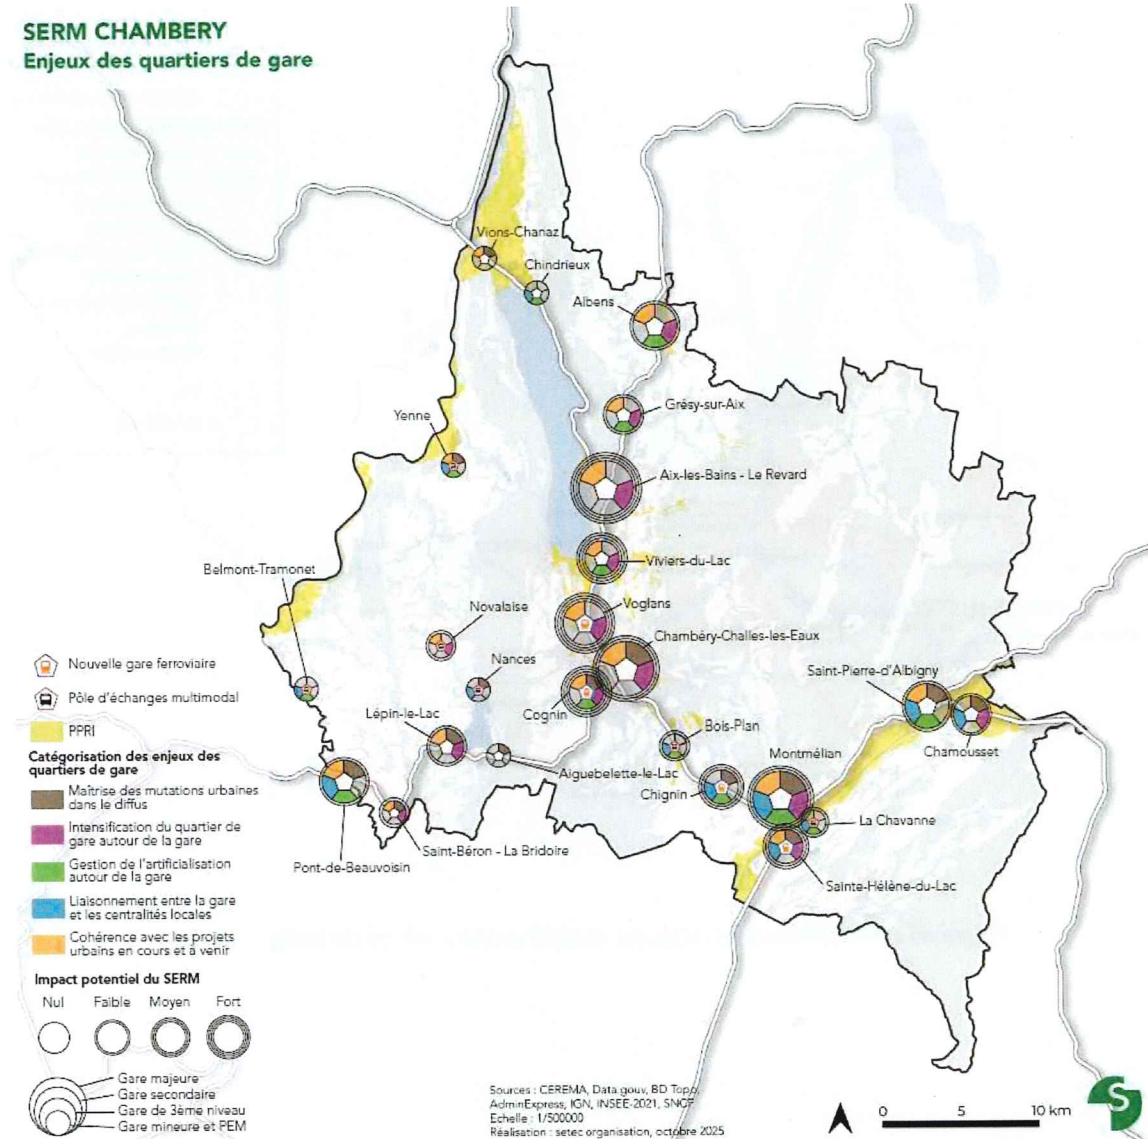 SERM CHAMBERY
Enjeux des quartiers de gare
Vions-Chanaz
Chindrieux
Albens
Grésy-sur-Aix
Yenne
Aix-les-Bains - Le Revard
Viviers-du-Lac
Belmont-Tramonet
Novalaise
Voglans
Chambéry-Challes-les-Eaux
Nances
Saint-Pierre-d'Albigny
Cognin
Lépin-le-Lac
Bois-Plan
Chamousset
Montmélian
Aiguebelette-le-Lac
Chignin
La Chavanne
Saint-Béron - La Bridoire
Pont-de-Beauvoisin
Sainte-Hélène-du-Lac
Nouvelle gare ferroviaire
Pôle d'échanges multimodal
PPRI
Catégorisation des enjeux des
quartiers de gare
Maîtrise des mutations urbaines
dans le diffus
Intensification du quartier de
gare autour de la gare
Gestion de l'artificialisation
autour de la gare
Liaisonnement entre la gare
et les centralités locales
Cohérence avec les projets
urbains en cours et à venir
Impact potentiel du SERM
Nul Faible Moyen Fort
Gare majeure
Gare secondaire
Gare de 3ème niveau
Gare mineure et PEM
Sources : CEREMA, Data.gouv, BD Topo,
AdminExpress, IGN, INSEE-2021, SNCF
Echelle : 1/500000
Réalisation : setec organisation, octobre 2025
0 5 10 km
S